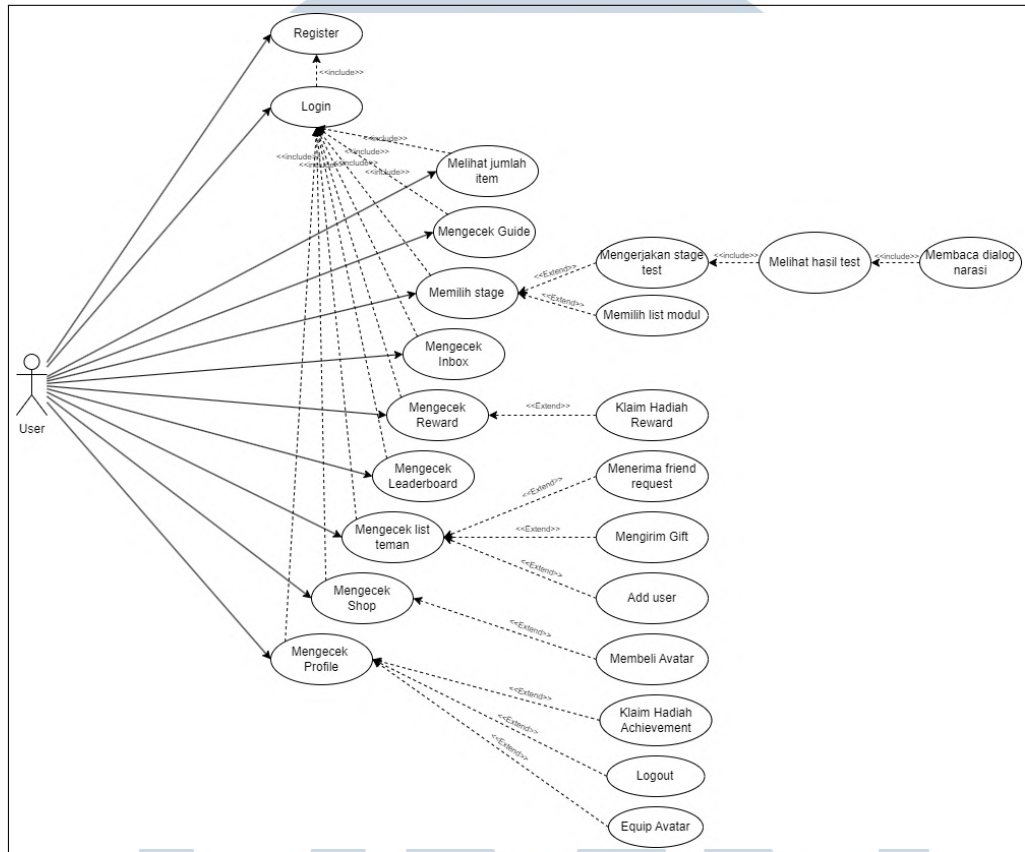 Register
<<include>>
Login
<<include>>
<<include>>
<<include>>
<<include>>
<<include>>
<<include>>
Melihat jumlah
item
Mengecek Guide
Memilih stage
<<Extend>>
<<Extend>>
Mengerjakan stage
test
<<include>>
Melihat hasil test
<<include>>
Membaca dialog
narasi
Memilih list modul
Mengecek
Inbox
User
Mengecek
Reward
<<Extend>>
Klaim Hadiah
Reward
Mengecek
Leaderboard
Mengecek list
teman
<<Extend>>
<<Extend>>
<<Extend>>
Menerima friend
request
Mengirim Gift
Add user
Mengecek
Shop
<<Extend>>
Membeli Avatar
Mengecek
Profile
<<Extend>>
<<Extend>>
<<Extend>>
Klaim Hadiah
Achievement
Logout
Equip Avatar